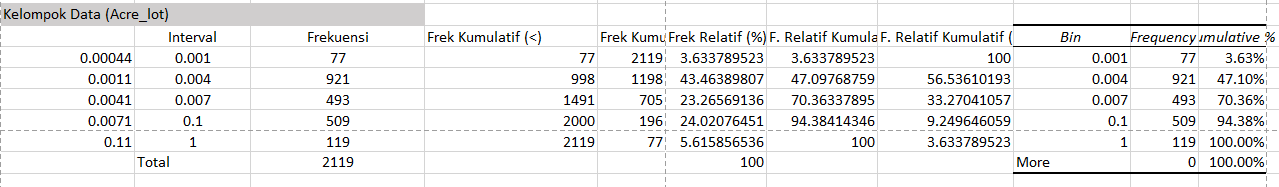 Kelompok Data (Acre_lot)
Interval Frekuensi Frek Kumulatif (<) Frek Kumu Frek Relatif (%) F. Relatif Kumula F. Relatif Kumulatif ( Bin Frequency umulative %
0.00044 0.001 77 77 2119 3.633789523 3.633789523 100 0.001 77 3.63%
0.0011 0.004 921 998 1198 43.46389807 47.09768759 56.53610193 0.004 921 47.10%
0.0041 0.007 493 1491 705 23.26569136 70.36337895 33.27041057 0.007 493 70.36%
0.0071 0.1 509 2000 196 24.02076451 94.38414346 9.249646059 0.1 509 94.38%
0.11 1 119 2119 77 5.615856536 100 3.633789523 1 119 100.00%
Total 2119 100 More 0 100.00%